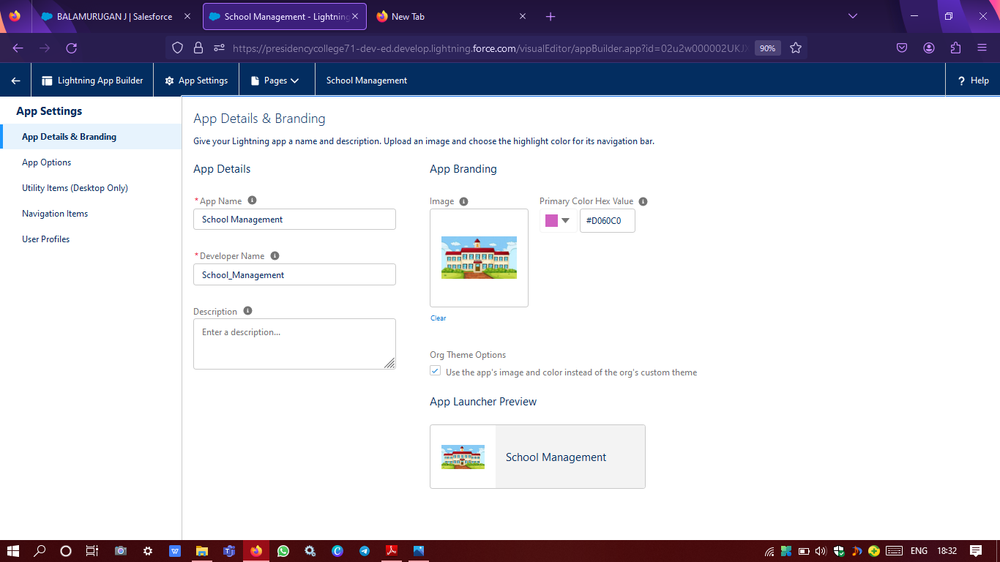 BALAMURUGAN J | Salesforce
School Management - Lightning
New Tab
https://presidencycollege71-dev-ed.develop.lightning.force.com/visualEditor/appBuilder.app?id=02u2w000002UKJX
90%
Lightning App Builder
App Settings
Pages
School Management
? Help
App Settings
App Details & Branding
App Options
Utility Items (Desktop Only)
Navigation Items
User Profiles
App Details & Branding
Give your Lightning app a name and description. Upload an image and choose the highlight color for its navigation bar.
App Details
*App Name
School Management
*Developer Name
School_Management
Description
Enter a description...
App Branding
Image
Clear
Primary Color Hex Value
#D060C0
Org Theme Options
Use the app's image and color instead of the org's custom theme
App Launcher Preview
School Management
ENG
18:32